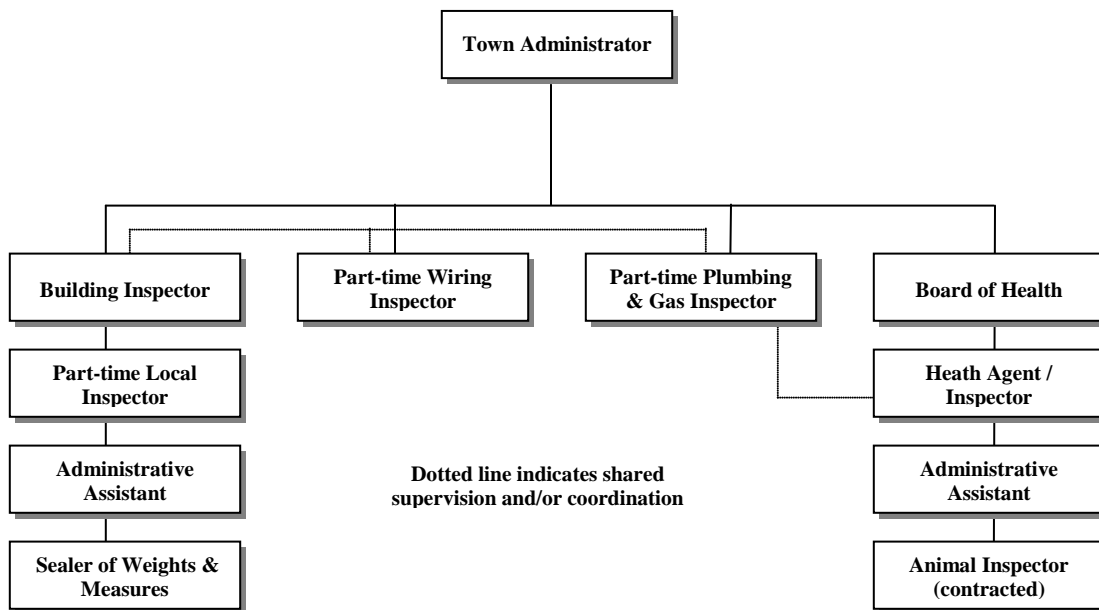 Town Administrator
Building Inspector
Part-time Wiring
Inspector
Part-time Plumbing
& Gas Inspector
Board of Health
Part-time Local
Inspector
Heath Agent /
Inspector
Administrative
Assistant
Dotted line indicates shared
supervision and/or coordination
Administrative
Assistant
Sealer of Weights &
Measures
Animal Inspector
(contracted)